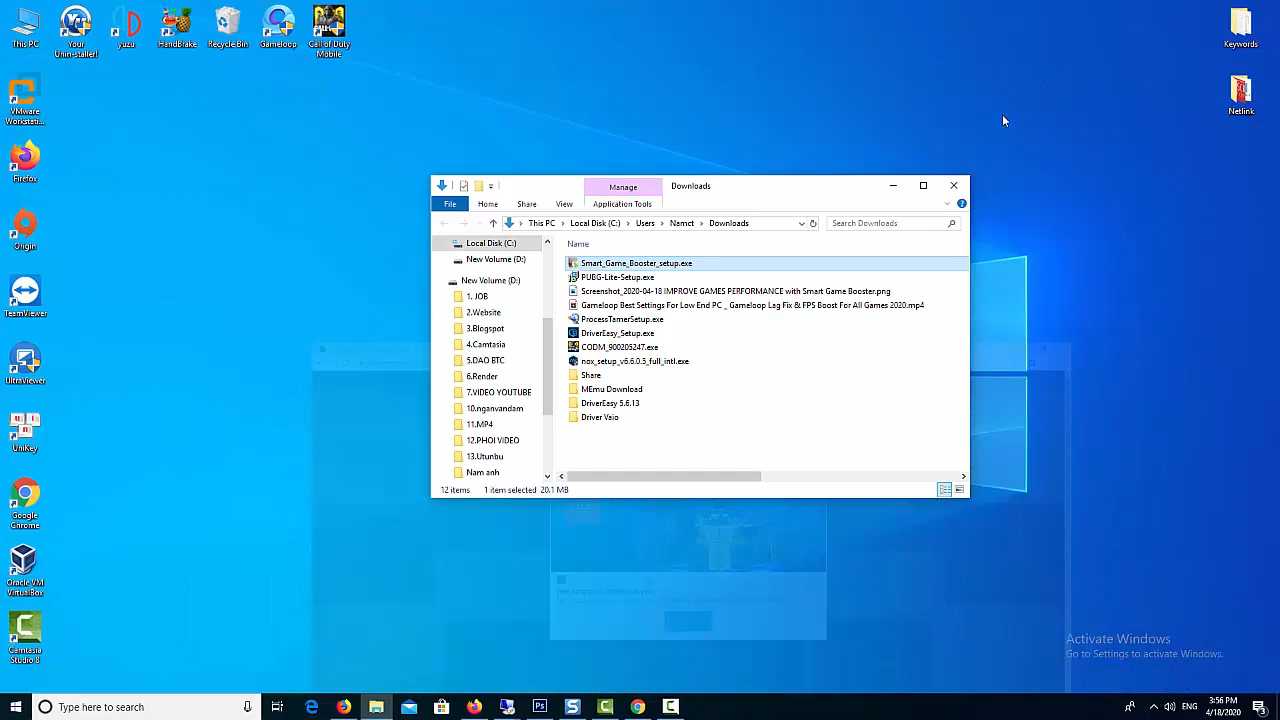 This PC
Your
Unin-staller!
yuzu
HandBrake
Recycle Bin
Gameloop
Call of Duty
Mobile
Keywords
VMware
Workstati...
Netlink
Firefox
Origin
TeamViewer
UltraViewer
UniKey
Google
Chrome
Oracle VM
VirtualBox
Camtasia
Studio 8
Manage
Downloads
File
Home
Share
View
Application Tools
This PC
Local Disk (C:)
Users
Namct
Downloads
Search Downloads
Local Disk (C:)
New Volume (D:)
New Volume (D:)
1. JOB
2.Website
3.Blogspot
4.Camtasia
5.DAO BTC
6.Render
7.VIDEO YOUTUBE
10.nganvandam
11.MP4
12.PHOI VIDEO
13.Utunbu
Nam anh
Name
Smart_Game_Booster_setup.exe
PUBG-Lite-Setup.exe
Screenshot_2020-04-18 IMPROVE GAMES PERFORMANCE with Smart Game Booster.png
Gameloop Best Settings For Low End PC _ Gameloop Lag Fix & FPS Boost For All Games 2020.mp4
ProcessTamerSetup.exe
DriverEasy_Setup.exe
CODM_900205247.exe
nox_setup_v6.6.0.5_full_intl.exe
Share
MEmu Download
DriverEasy 5.6.13
Driver Vaio
12 items
1 item selected 20.1 MB
Activate Windows
Go to Settings to activate Windows.
Type here to search
ENG
3:56 PM
4/18/2020